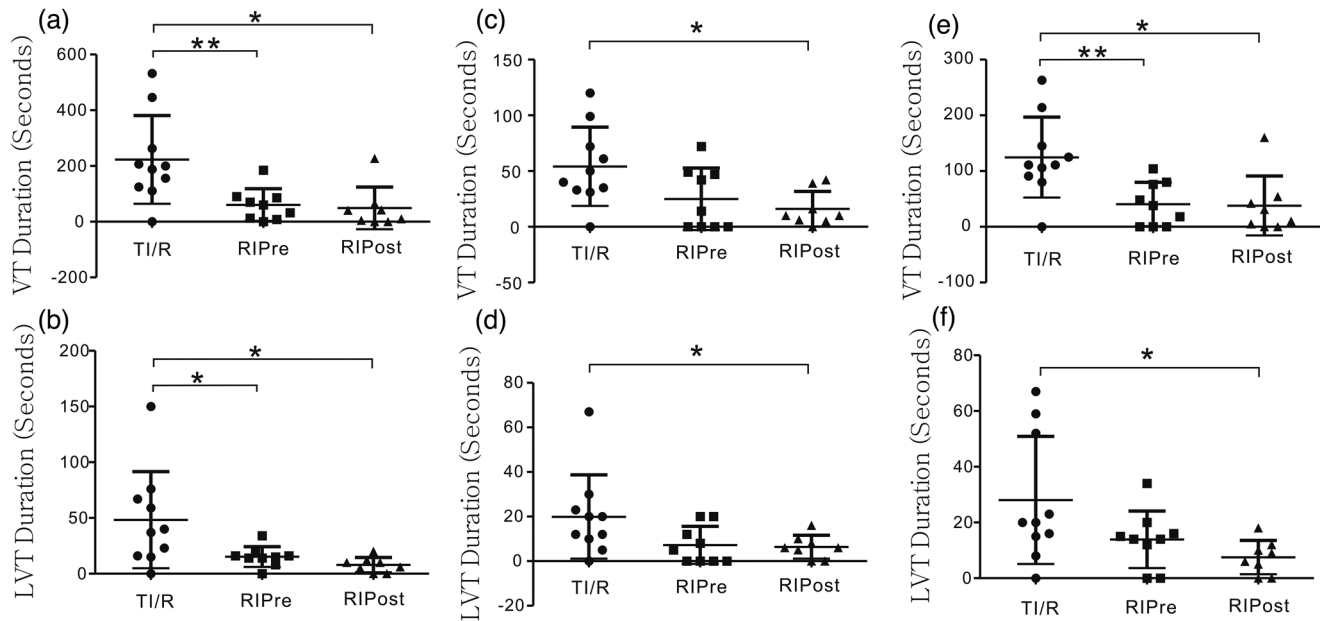 (a)
*
**
600
400
200
0
-200
VT Duration (Seconds)
TI/R RIPre RIPost
(c)
*
150
100
50
0
-50
VT Duration (Seconds)
TI/R RIPre RIPost
(e)
*
**
300
200
100
0
-100
VT Duration (Seconds)
TI/R RIPre RIPost
(b)
*
*
200
150
100
50
0
LVT Duration (Seconds)
TI/R RIPre RIPost
(d)
*
80
60
40
20
0
-20
LVT Duration (Seconds)
TI/R RIPre RIPost
(f)
*
80
60
40
20
0
LVT Duration (Seconds)
TI/R RIPre RIPost